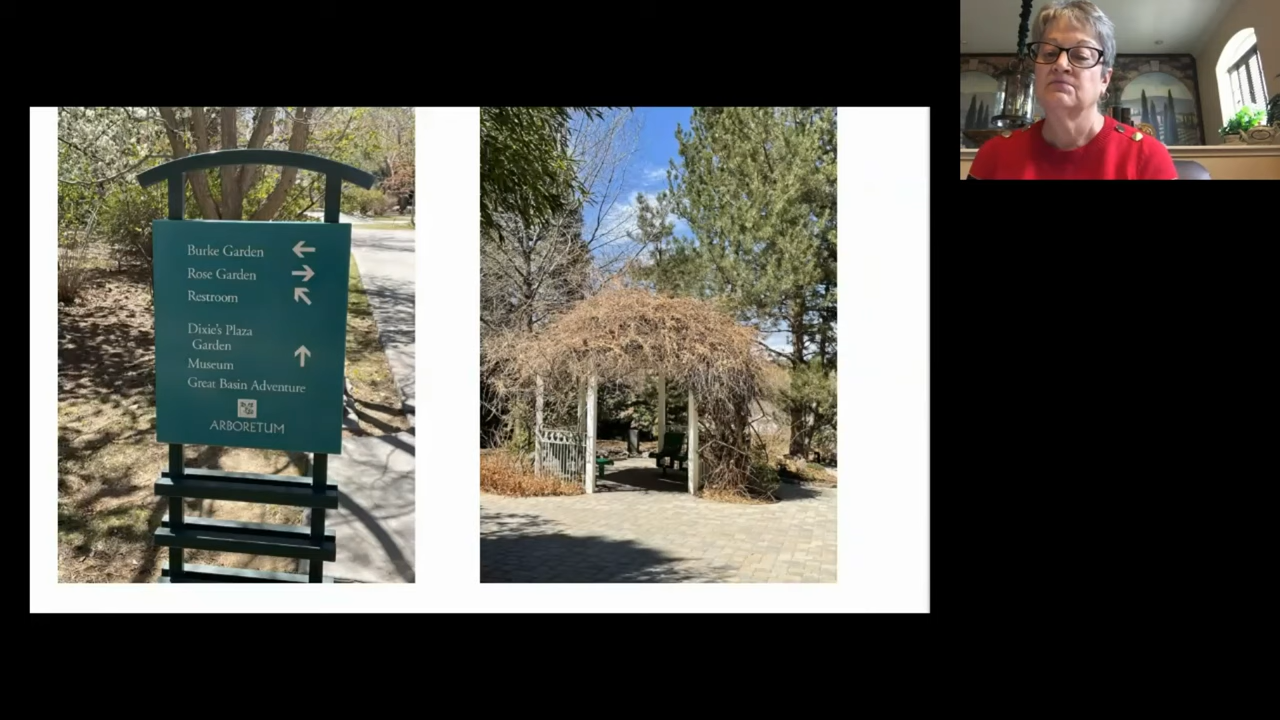 Burke Garden
Rose Garden
Restroom
Dixie's Plaza
Garden
Museum
Great Basin Adventure
ARBORETUM